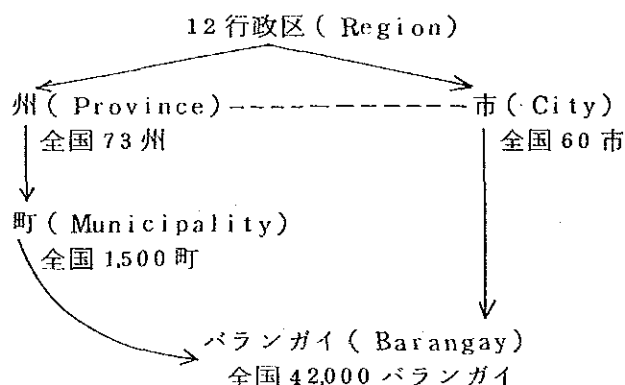 12行政区(Region)
州(Province)
市(City)
全国73州
全国60市
町(Municipality)
全国1,500町
バランガイ(Barangay)
全国42,000バランガイ